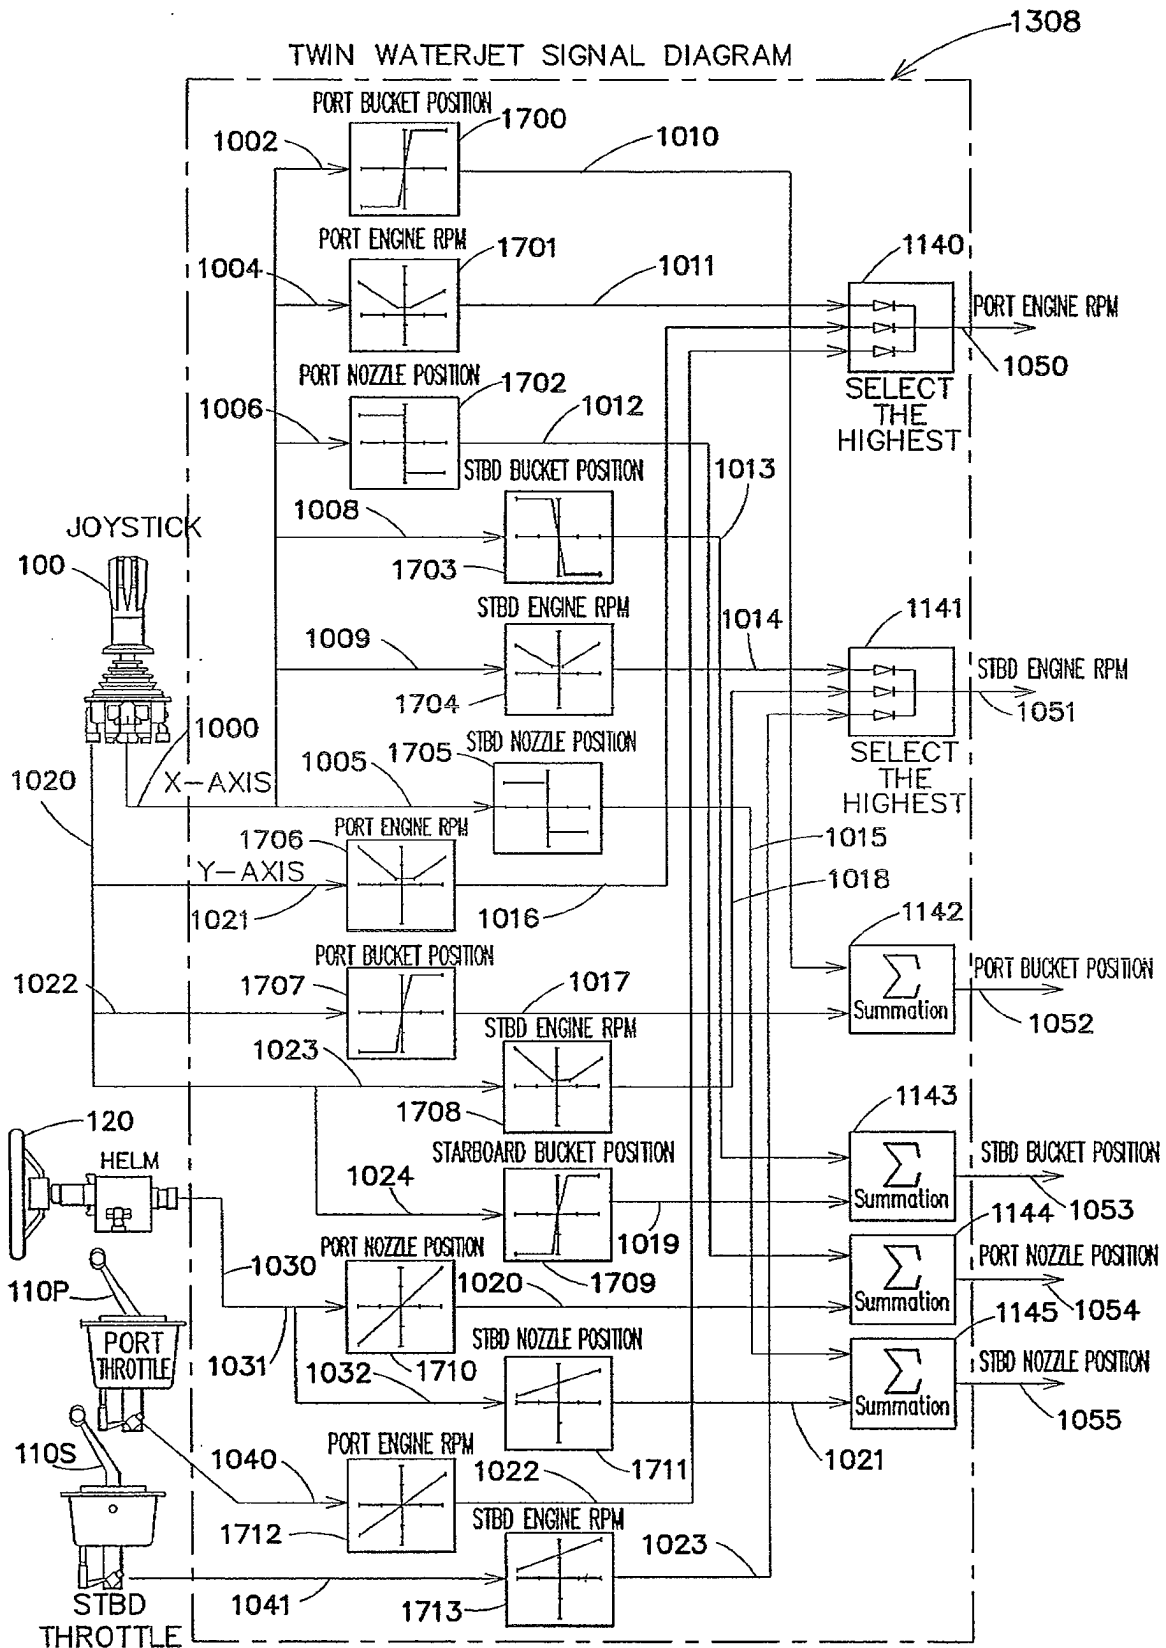 1308
TWIN WATERJET SIGNAL DIAGRAM
PORT BUCKET POSITION
1002
1700
1010
PORT ENGINE RPM
1004
1701
1011
1140
PORT ENGINE RPM
1050
SELECT
THE
HIGHEST
PORT NOZZLE POSITION
1006
1702
1012
STBD BUCKET POSITION
1013
1008
1703
JOYSTICK
100
STBD ENGINE RPM
1009
1704
1014
1141
STBD ENGINE RPM
1051
SELECT
THE
HIGHEST
1000
STBD NOZZLE POSITION
1705
1005
X-AXIS
1020
1015
PORT ENGINE RPM
1706
Y-AXIS
1021
1016
1018
1142
PORT BUCKET POSITION
1707
1017
1022
Σ
Summation
PORT BUCKET POSITION
1052
STBD ENGINE RPM
1023
1708
1143
Σ
Summation
STBD BUCKET POSITION
1053
STARBOARD BUCKET POSITION
1024
1709
1019
120
HELM
1144
Σ
Summation
PORT NOZZLE POSITION
1054
PORT NOZZLE POSITION
1030
1020
1031
1710
110P
PORT
THROTTLE
1145
Σ
Summation
STBD NOZZLE POSITION
1055
STBD NOZZLE POSITION
1032
1711
1021
110S
PORT ENGINE RPM
1040
1712
1022
STBD ENGINE RPM
1041
1713
1023
STBD
THROTTLE